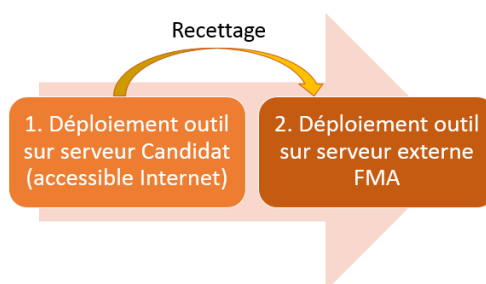 Recettage
1. Déploiement outil
sur serveur Candidat
(accessible Internet)
2. Déploiement outil
sur serveur externe
FMA